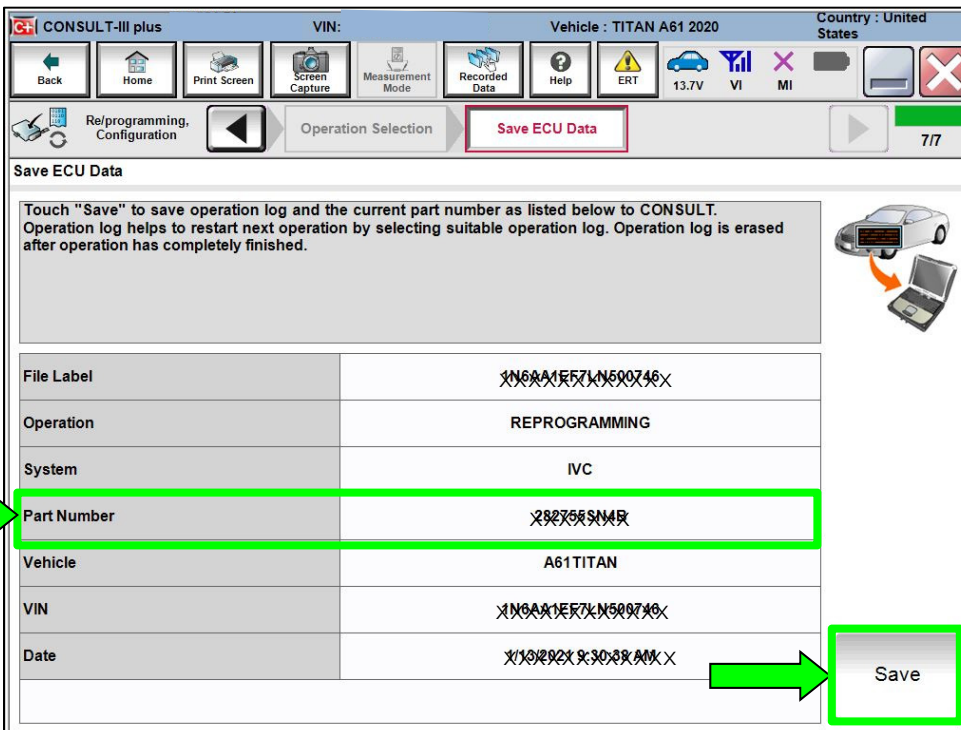 CONSULT-III plus VIN: Vehicle : TITAN A61 2020 Country : United States
Back Home Print Screen Screen Capture Measurement Mode Recorded Data Help ERT 13.7V VI MI
Re/programming, Configuration Operation Selection Save ECU Data 7/7
Save ECU Data
Touch "Save" to save operation log and the current part number as listed below to CONSULT.
Operation log helps to restart next operation by selecting suitable operation log. Operation log is erased
after operation has completely finished.
File Label
Operation REPROGRAMMING
System IVC
Part Number
Vehicle A61TITAN
VIN
Date
Save